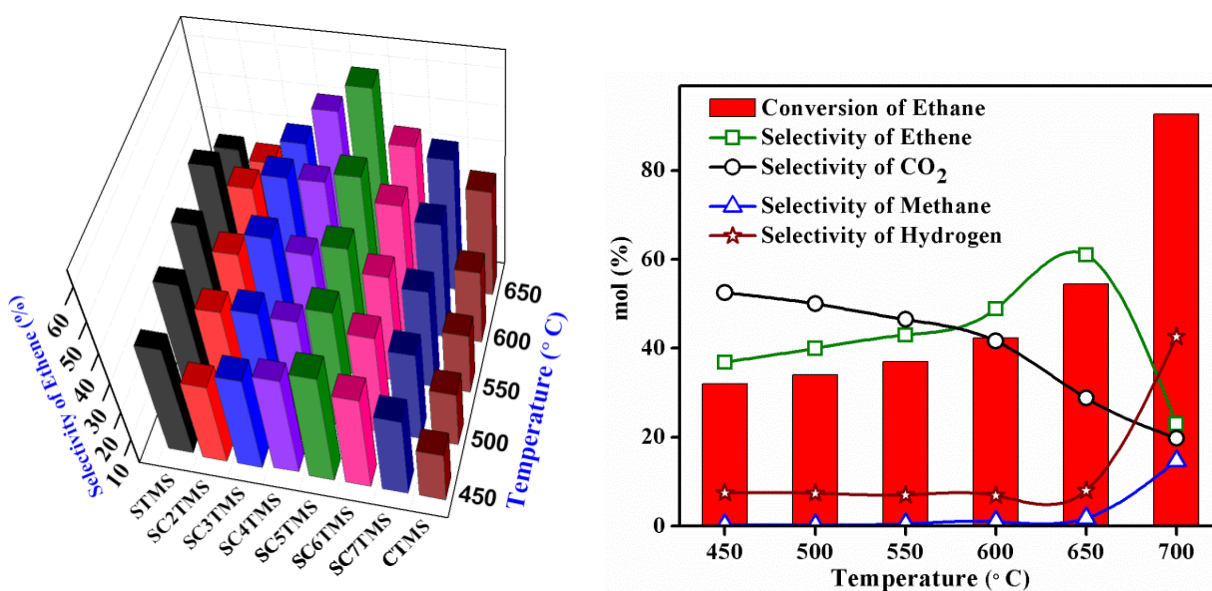 Selectivity of Ethene (%)
60
50
40
30
20
10
STMS
SC2TMS
SC3TMS
SC4TMS
SC5TMS
SC6TMS
SC7TMS
CTMS
450
500
550
600
650
Temperature (° C)
Conversion of Ethane
Selectivity of Ethene
Selectivity of CO₂
Selectivity of Methane
Selectivity of Hydrogen
mol (%)
80
60
40
20
0
450 500 550 600 650 700
Temperature (° C)